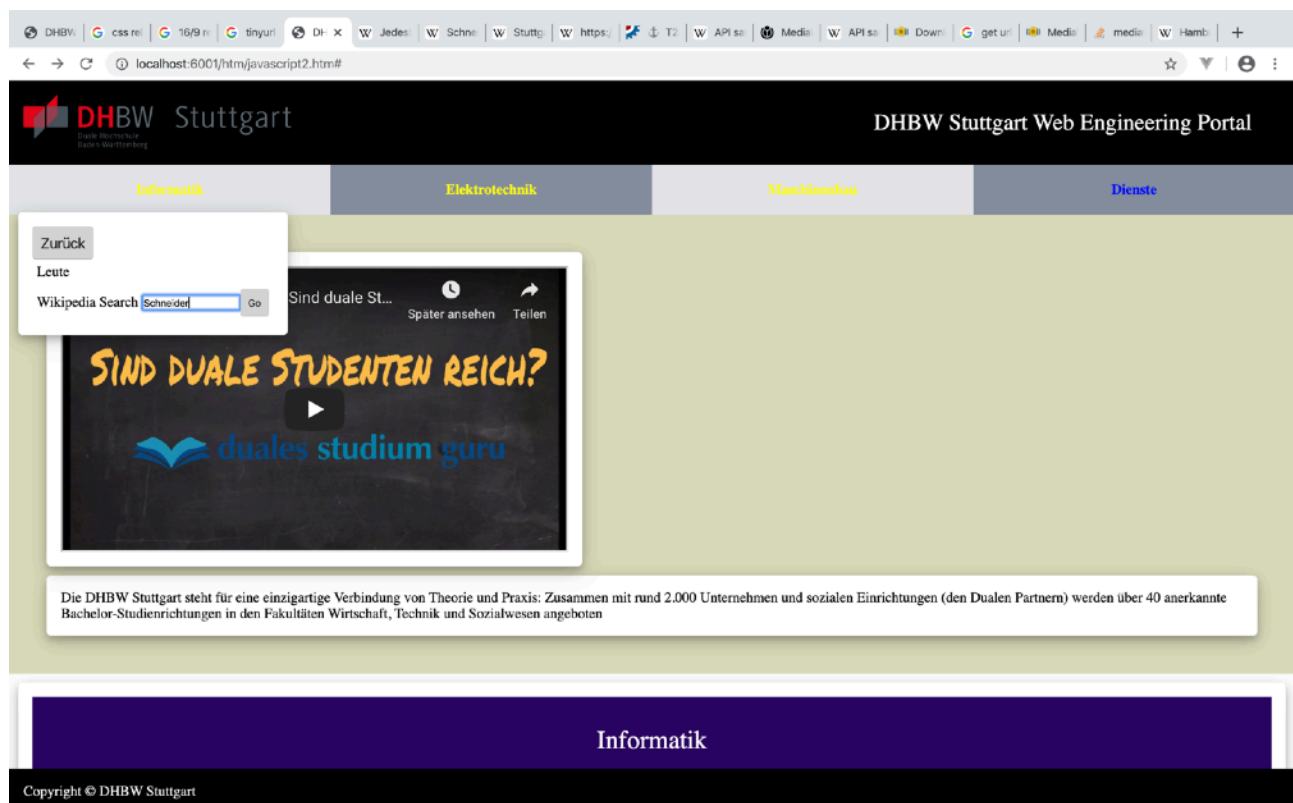 DHBW
css rel
16/9 n
tinyurl
DH
Jedes
Schne
Stuttg
https:/
T2
API sa
Media
API sa
Down
get url
Media
media
Hamb
localhost:6001/htm/javascript2.htm#
DHBW Stuttgart
Duale Hochschule
Baden-Württemberg
DHBW Stuttgart Web Engineering Portal
Informatik
Elektrotechnik
Maschinenbau
Dienste
Zurück
Leute
Wikipedia Search Schneider Go
Sind duale St...
Später ansehen Teilen
SIND DUALE STUDENTEN REICH?
duales studium guru
Die DHBW Stuttgart steht für eine einzigartige Verbindung von Theorie und Praxis: Zusammen mit rund 2.000 Unternehmen und sozialen Einrichtungen (den Dualen Partnern) werden über 40 anerkannte
Bachelor-Studienrichtungen in den Fakultäten Wirtschaft, Technik und Sozialwesen angeboten
Informatik
Copyright © DHBW Stuttgart